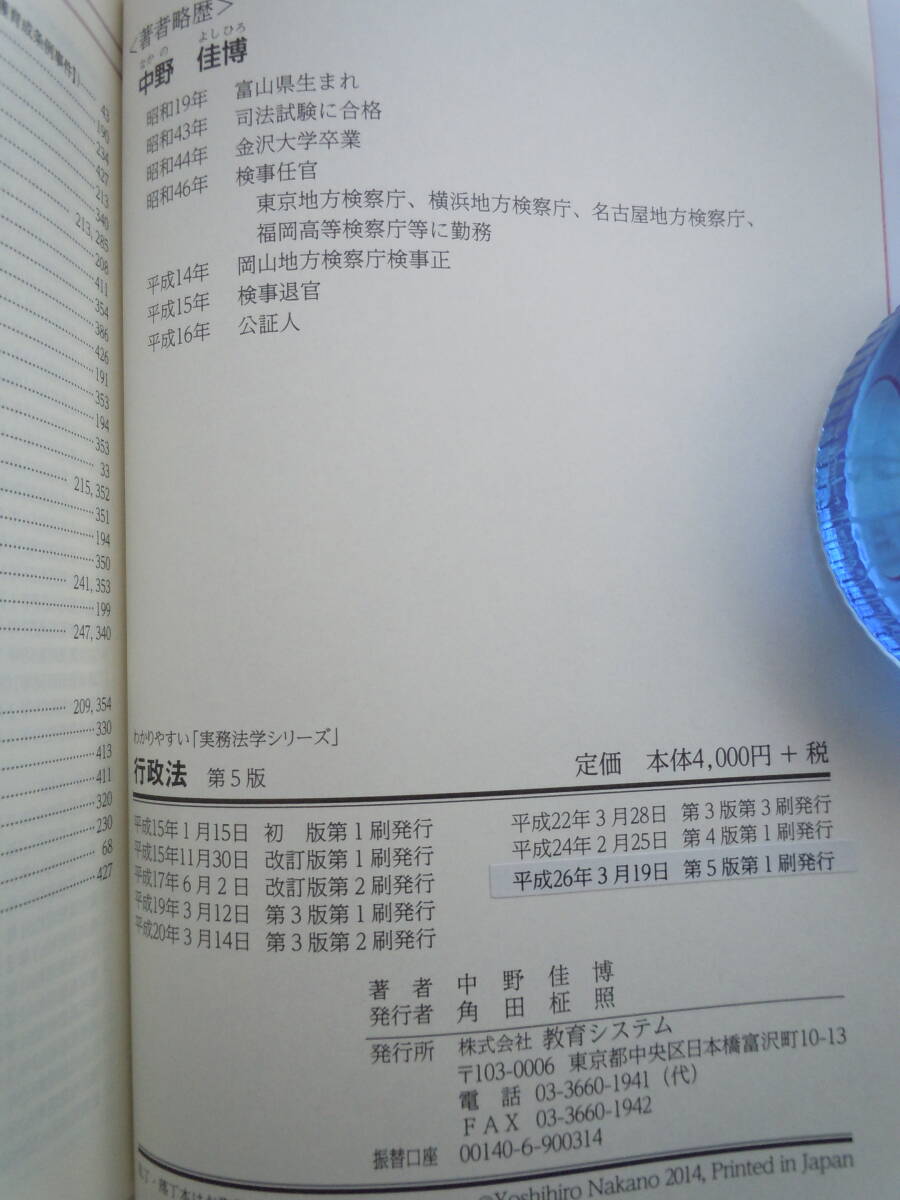 護育成条例事件】
43
190
234
427
213
340
213, 285
208
411
354
386
426
191
353
194
353
33
215, 352
351
194
350
241, 353
199
247, 340
209, 354
330
413
411
320
230
68
427
〈著者略歴〉
なかの よしひろ
中野 佳博
昭和19年 富山県生まれ
昭和43年 司法試験に合格
昭和44年 金沢大学卒業
昭和46年 検事任官
東京地方検察庁、横浜地方検察庁、名古屋地方検察庁、
福岡高等検察庁等に勤務
平成14年 岡山地方検察庁検事正
平成15年 検事退官
平成16年 公証人
わかりやすい「実務法学シリーズ」
行政法 第5版 定価 本体4,000円+税
平成15年1月15日 初 版第1刷発行
平成15年11月30日 改訂版第1刷発行
平成17年6月2日 改訂版第2刷発行
平成19年3月12日 第3版第1刷発行
平成20年3月14日 第3版第2刷発行
平成22年3月28日 第3版第3刷発行
平成24年2月25日 第4版第1刷発行
平成26年3月19日 第5版第1刷発行
著者 中野佳博
発行者 角田柾照
発行所 株式会社 教育システム
〒103-0006 東京都中央区日本橋富沢町10-13
電話 03-3660-1941（代）
FAX 03-3660-1942
振替口座 00140-6-900314
©Yoshihiro Nakano 2014, Printed in Japan